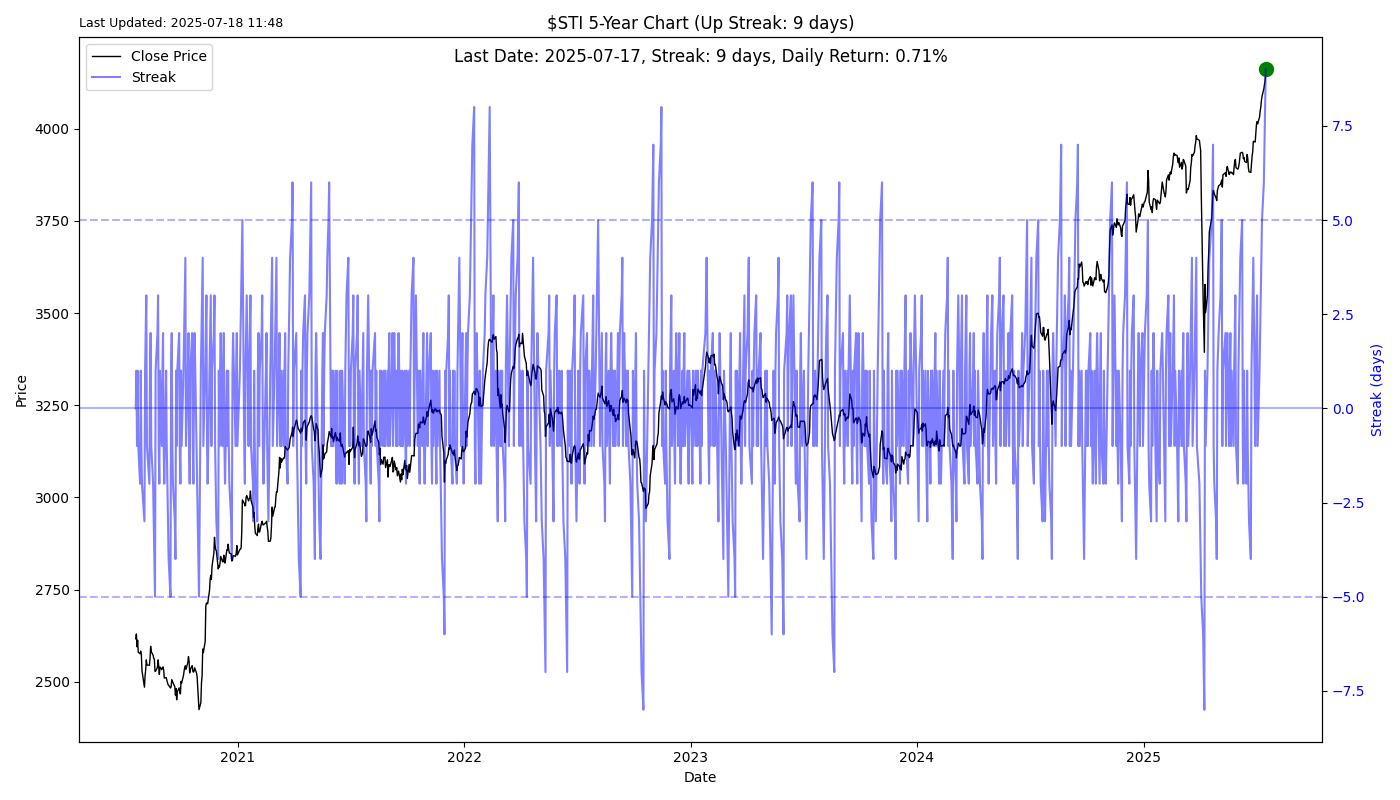 Last Updated: 2025-07-18 11:48
$STI 5-Year Chart (Up Streak: 9 days)
Last Date: 2025-07-17, Streak: 9 days, Daily Return: 0.71%
Close Price
Streak
4000
3750
3500
3250
3000
2750
2500
Price
7.5
5.0
2.5
0.0
−2.5
−5.0
−7.5
Streak (days)
2021
2022
2023
2024
2025
Date